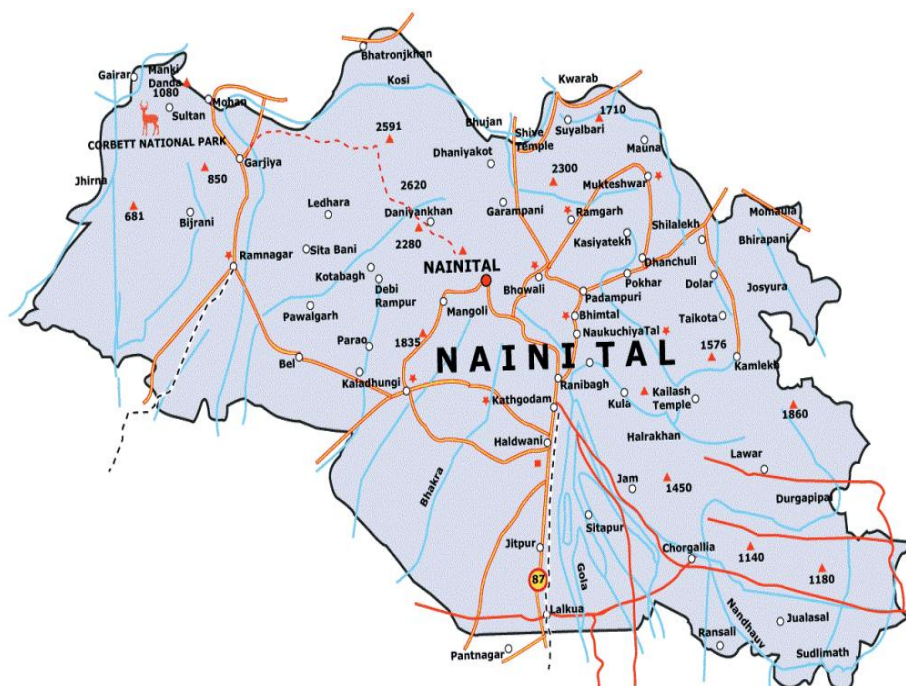 Bhatronjkhan
Gairar
Manki
Danda
1080
Kosi
Kwarab
Mohan
Sultan
1710
Bhujan
Shive
Temple
Suyalbari
CORBETT NATIONAL PARK
2591
Mauna
Garjiya
Dhaniyakot
2300
Jhirna
850
Mukteshwar
2620
681
Ledhara
Garampani
Bijrani
Daniyankhan
Ramgarh
Shilalekh
Momaula
2280
Kasiyatekh
Bhirapani
Sita Bani
Ramnagar
NAINITAL
Dhanchuli
Kotabagh
Bhowali
Pokhar
Dolar
Josyura
Debi
Rampur
Padampuri
Pawalgarh
Mangoli
Bhimtal
Taikota
NaukuchiyaTal
Parao
1835
1576
NAINITAL
Bel
Kamlekh
Kaladhungi
Ranibagh
Kula
Kailash
Temple
Kathgodam
1860
Haldwani
Halrakhan
Lawar
Bhakra
Jam
1450
Durgapipal
Sitapur
Jitpur
Chorgallia
1140
87
Gola
1180
Lalkua
Nandhauv
Jualasal
Ransali
Pantnagar
Sudlimath